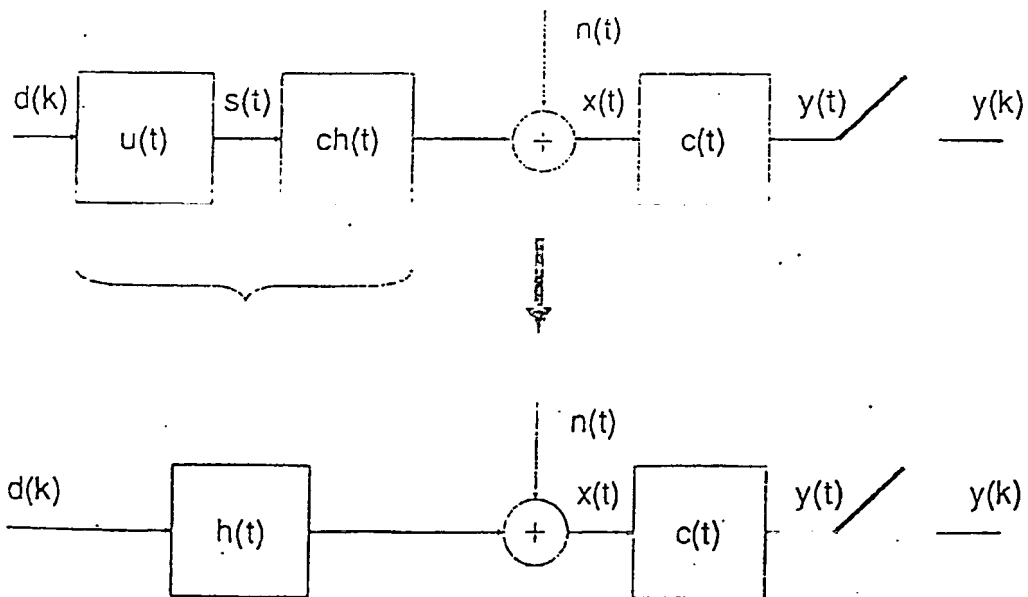 n(t)
d(k) s(t) x(t) y(t) y(k)
u(t) ch(t) + c(t)
n(t)
d(k) x(t) y(t) y(k)
h(t) + c(t)